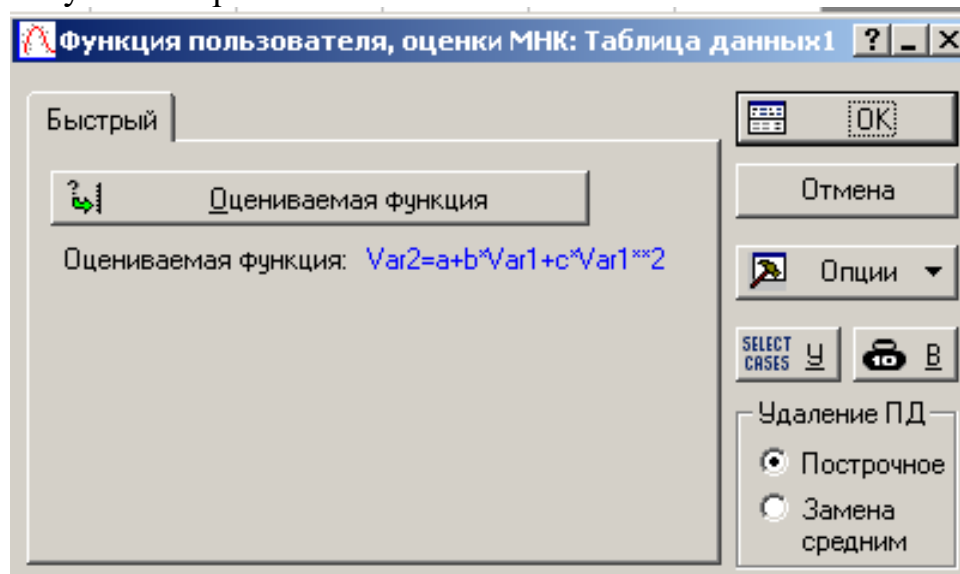 Функция пользователя, оценки МНК: Таблица данных1
Быстрый
OK
Оцениваемая функция
Отмена
Оцениваемая функция: Var2=a+b*Var1+c*Var1**2
Опции
SELECT CASES У
10 В
Удаление ПД
Построчное
Замена
средним